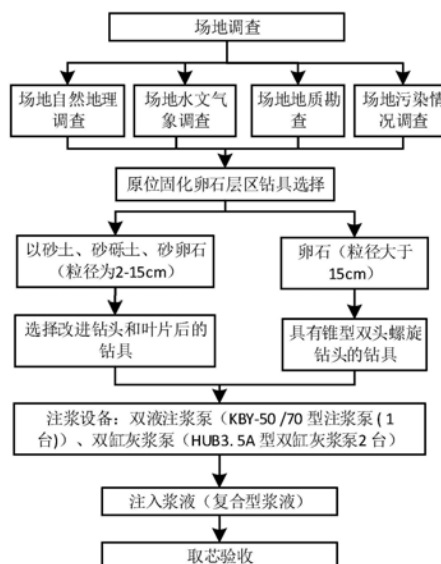 场地调查
场地自然地理
调查
场地水文气
象调查
场地地质勘
查
场地污染情
况调查
原位固化卵石层区钻具选择
以砂土、砂砾土、砂卵石
（粒径为2-15cm）
卵石（粒径大于
15cm）
选择改进钻头和叶片后的
钻具
具有锥型双头螺旋
钻头的钻具
注浆设备：双液注浆泵（KBY-50 /70 型注浆泵 ( 1
台)）、双缸灰浆泵（HUB3. 5A 型双缸灰浆泵2 台）
注入浆液（复合型浆液）
取芯验收